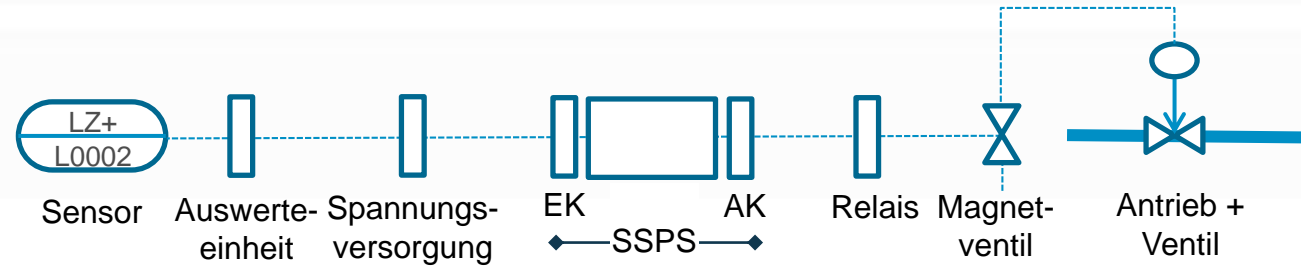 LZ+
L0002
Sensor
Auswerte-
einheit
Spannungs-
versorgung
EK
AK
SSPS
Relais
Magnet-
ventil
Antrieb +
Ventil